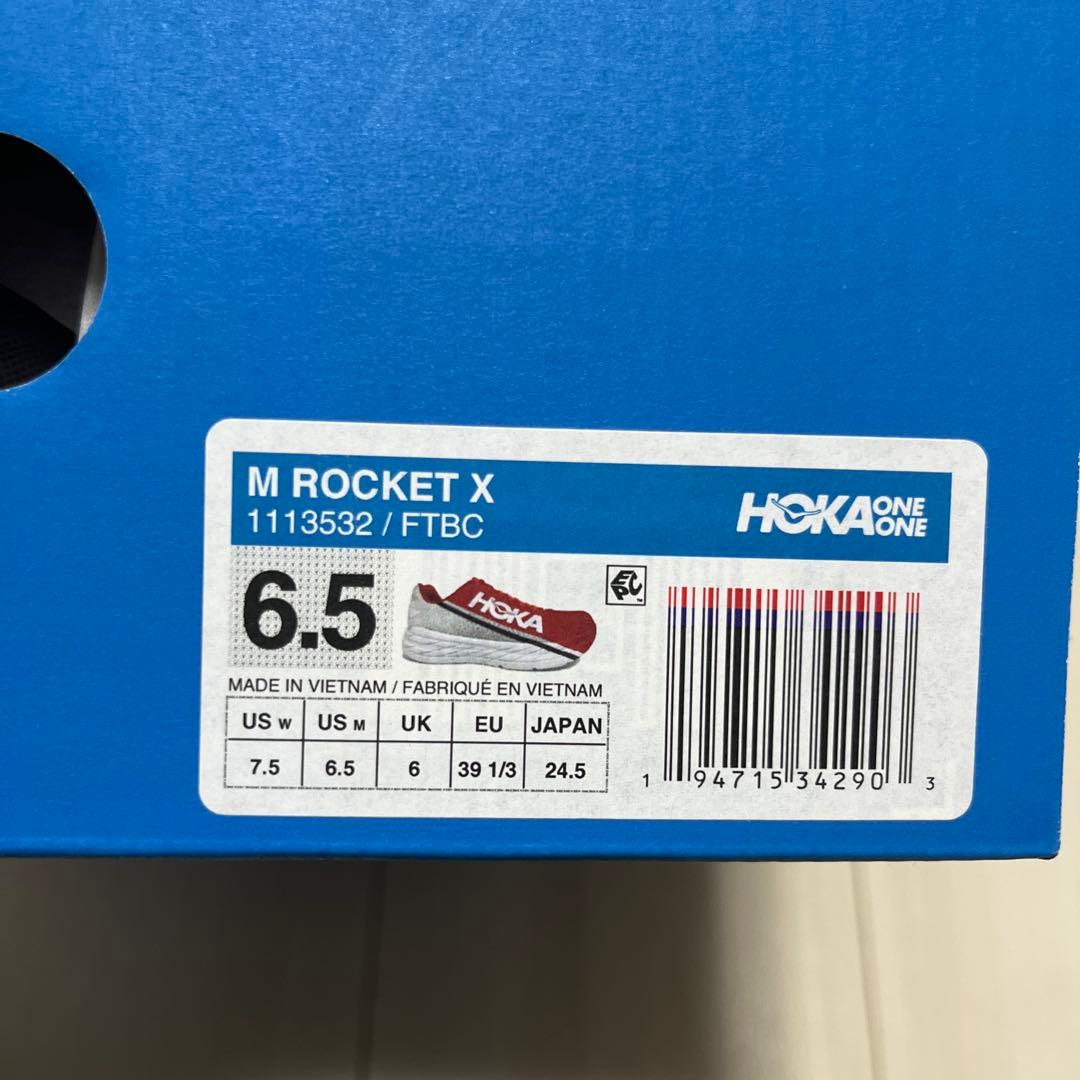 M ROCKET X
1113532 / FTBC
HOKA ONE ONE
6.5
HOKA
EPC™
MADE IN VIETNAM / FABRIQUÉ EN VIETNAM
US W US M UK EU JAPAN
7.5 6.5 6 39 1/3 24.5
1 94715 34290 3